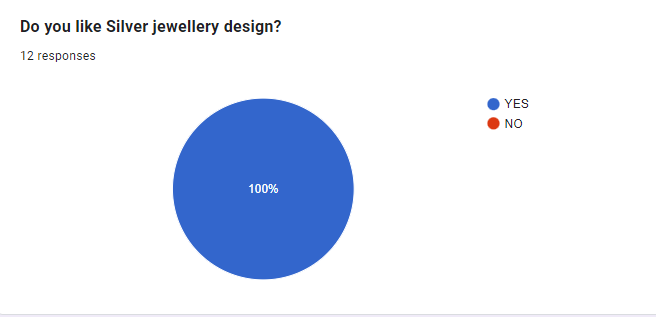 Do you like Silver jewellery design?
12 responses
YES
NO
100%